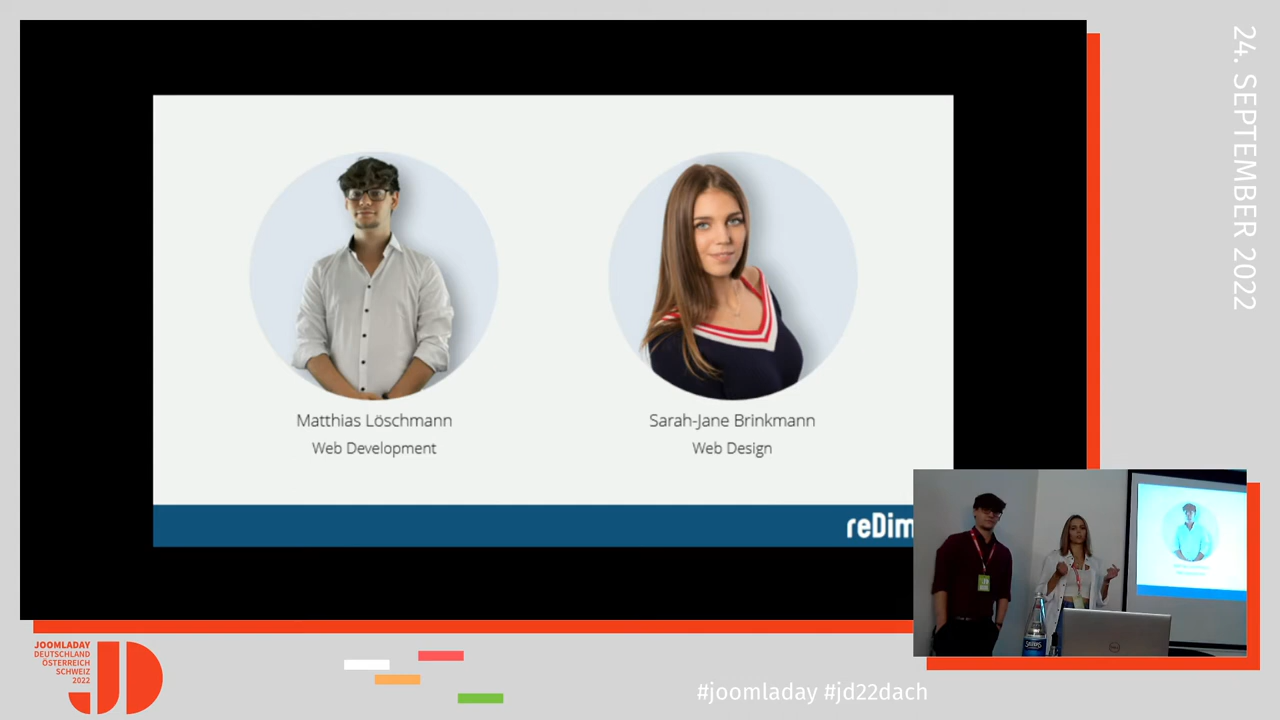 24. SEPTEMBER 2022
Matthias Löschmann
Web Development
Sarah-Jane Brinkmann
Web Design
reDim
JOOMLADAY
DEUTSCHLAND
ÖSTERREICH
SCHWEIZ
2022
JD
#joomladay #jd22dach